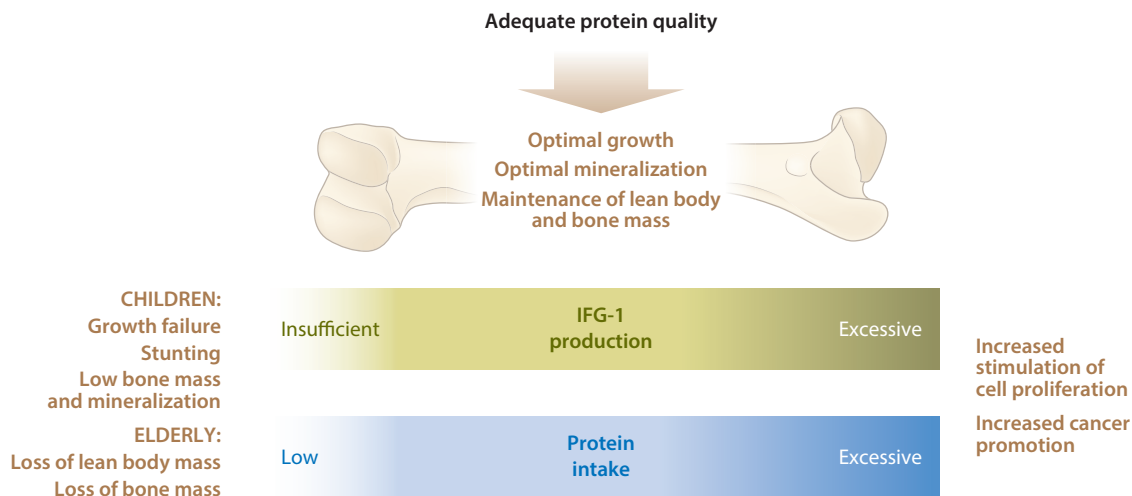 Adequate protein quality
Optimal growth
Optimal mineralization
Maintenance of lean body
and bone mass
CHILDREN:
Growth failure
Stunting
Low bone mass
and mineralization
ELDERLY:
Loss of lean body mass
Loss of bone mass
Insufficient
IFG-1
production
Excessive
Low
Protein
intake
Excessive
Increased
stimulation of
cell proliferation
Increased cancer
promotion